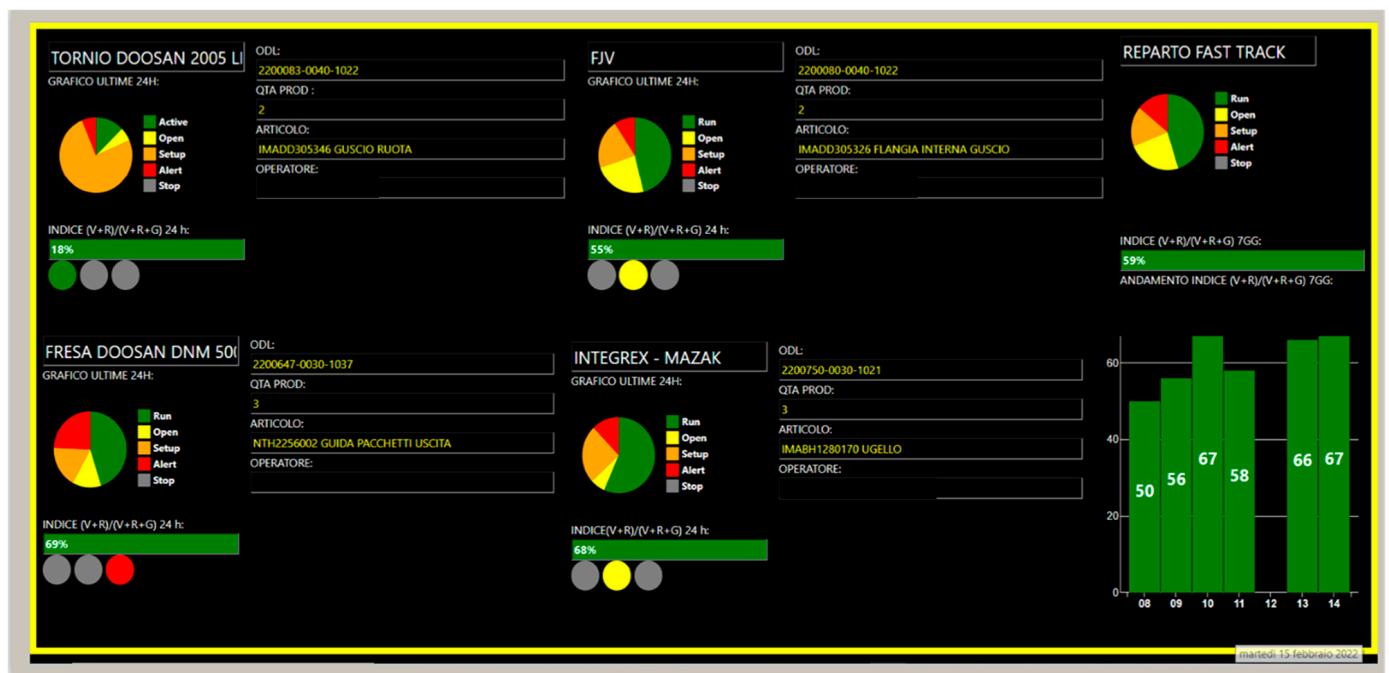 TORNIO DOOSAN 2005 LI
GRAFICO ULTIME 24H:
Active
Open
Setup
Alert
Stop
INDICE (V+R)/(V+R+G) 24 h:
18%
ODL:
2200083-0040-1022
QTA PROD :
2
ARTICOLO:
IMADD305346 GUSCIO RUOTA
OPERATORE:
FJV
GRAFICO ULTIME 24H:
Run
Open
Setup
Alert
Stop
INDICE (V+R)/(V+R+G) 24 h:
55%
ODL:
2200080-0040-1022
QTA PROD:
2
ARTICOLO:
IMADD305326 FLANGIA INTERNA GUSCIO
OPERATORE:
REPARTO FAST TRACK
Run
Open
Setup
Alert
Stop
INDICE (V+R)/(V+R+G) 7GG:
59%
ANDAMENTO INDICE (V+R)/(V+R+G) 7GG:
FRESA DOOSAN DNM 50(
GRAFICO ULTIME 24H:
Run
Open
Setup
Alert
Stop
INDICE (V+R)/(V+R+G) 24 h:
69%
ODL:
2200647-0030-1037
QTA PROD:
3
ARTICOLO:
NTH2256002 GUIDA PACCHETTI USCITA
OPERATORE:
INTEGREX - MAZAK
GRAFICO ULTIME 24H:
Run
Open
Setup
Alert
Stop
INDICE(V+R)/(V+R+G) 24 h:
68%
ODL:
2200750-0030-1021
QTA PROD:
3
ARTICOLO:
IMABH1280170 UGELLO
OPERATORE:
60
40
20
0
50 56 67 58 66 67
08 09 10 11 12 13 14
martedì 15 febbraio 2022